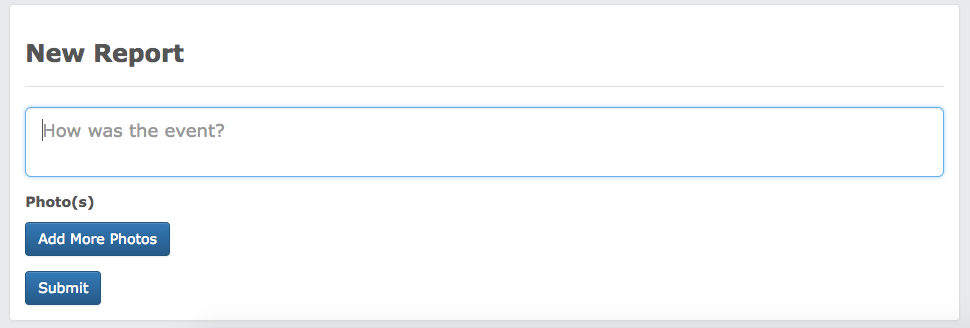 New Report
How was the event?
Photo(s)
Add More Photos
Submit